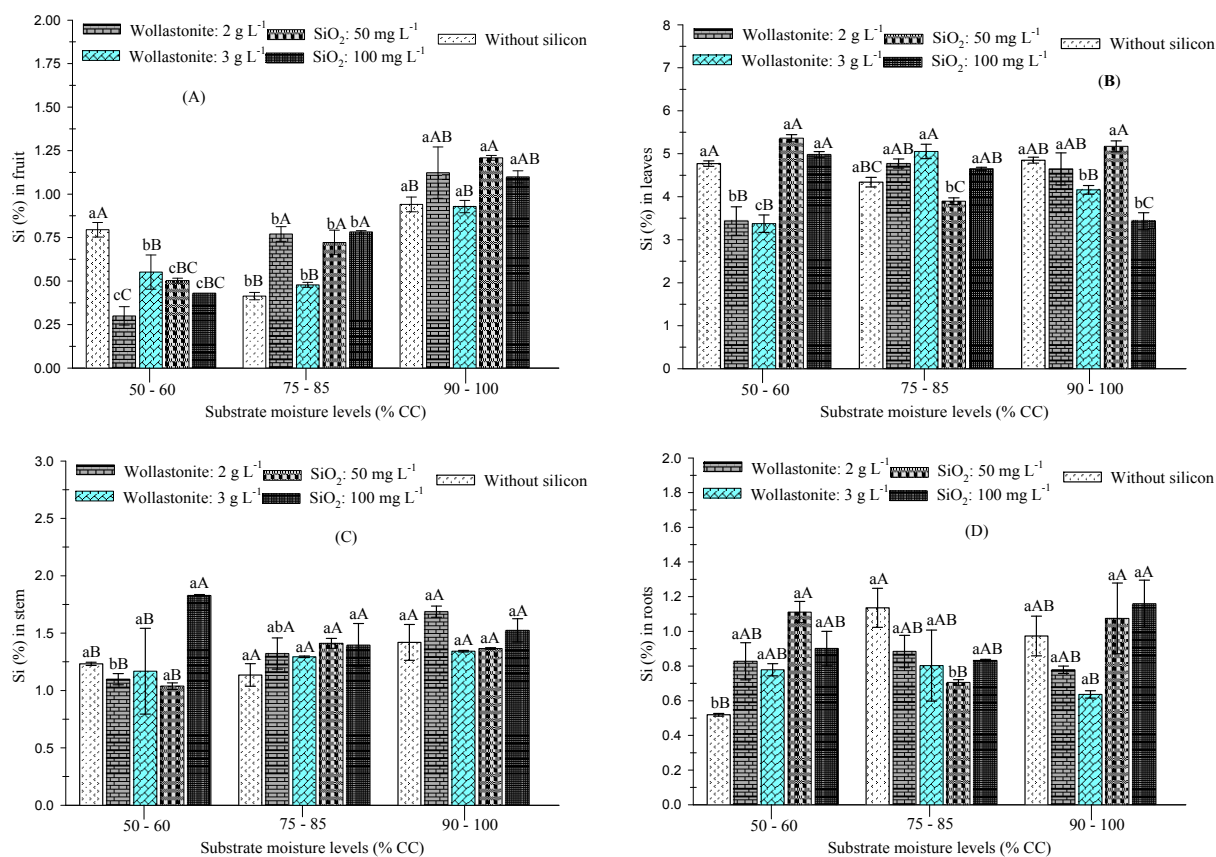 Wollastonite: 2 g L⁻¹
SiO₂: 50 mg L⁻¹
Without silicon
Wollastonite: 3 g L⁻¹
SiO₂: 100 mg L⁻¹
(A)
Si (%) in fruit
2.00
1.75
1.50
1.25
1.00
0.75
0.50
0.25
0.00
aA cC bB cBC cBC
bB bA bB bA bA
aB aAB aB aA aAB
50 - 60 75 - 85 90 - 100
Substrate moisture levels (% CC)
Wollastonite: 2 g L⁻¹
SiO₂: 50 mg L⁻¹
Without silicon
Wollastonite: 3 g L⁻¹
SiO₂: 100 mg L⁻¹
(B)
Si (%) in leaves
8
7
6
5
4
3
2
1
0
aA bB cB aA aA
aBC aAB aA bC aAB
aAB aAB bB aA bC
50 - 60 75 - 85 90 - 100
Substrate moisture levels (% CC)
Wollastonite: 2 g L⁻¹
SiO₂: 50 mg L⁻¹
Without silicon
Wollastonite: 3 g L⁻¹
SiO₂: 100 mg L⁻¹
(C)
Si (%) in stem
3.0
2.5
2.0
1.5
1.0
0.5
0.0
aB bB aB aB aA
aA abA aA aA aA
aA aA aA aA aA
50 - 60 75 - 85 90 - 100
Substrate moisture levels (% CC)
Wollastonite: 2 g L⁻¹
SiO₂: 50 mg L⁻¹
Without silicon
Wollastonite: 3 g L⁻¹
SiO₂: 100 mg L⁻¹
(D)
Si (%) in roots
2.0
1.8
1.6
1.4
1.2
1.0
0.8
0.6
0.4
0.2
0.0
bB aAB aAB aA aAB
aA aAB aAB bB aAB
aAB aAB aB aA aA
50 - 60 75 - 85 90 - 100
Substrate moisture levels (% CC)